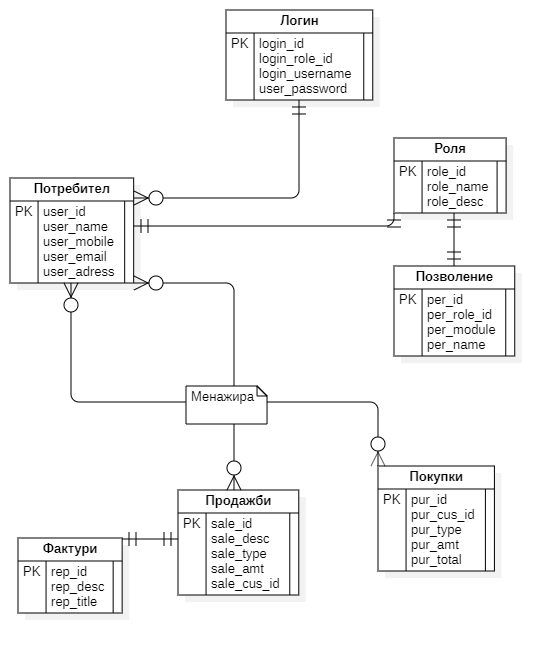 Логин
PK login_id
login_role_id
login_username
user_password
Роля
PK role_id
role_name
role_desc
Потребител
PK user_id
user_name
user_mobile
user_email
user_adress
Позволение
PK per_id
per_role_id
per_module
per_name
Менажира
Покупки
PK pur_id
pur_cus_id
pur_type
pur_amt
pur_total
Продажби
PK sale_id
sale_desc
sale_type
sale_amt
sale_cus_id
Фактури
PK rep_id
rep_desc
rep_title